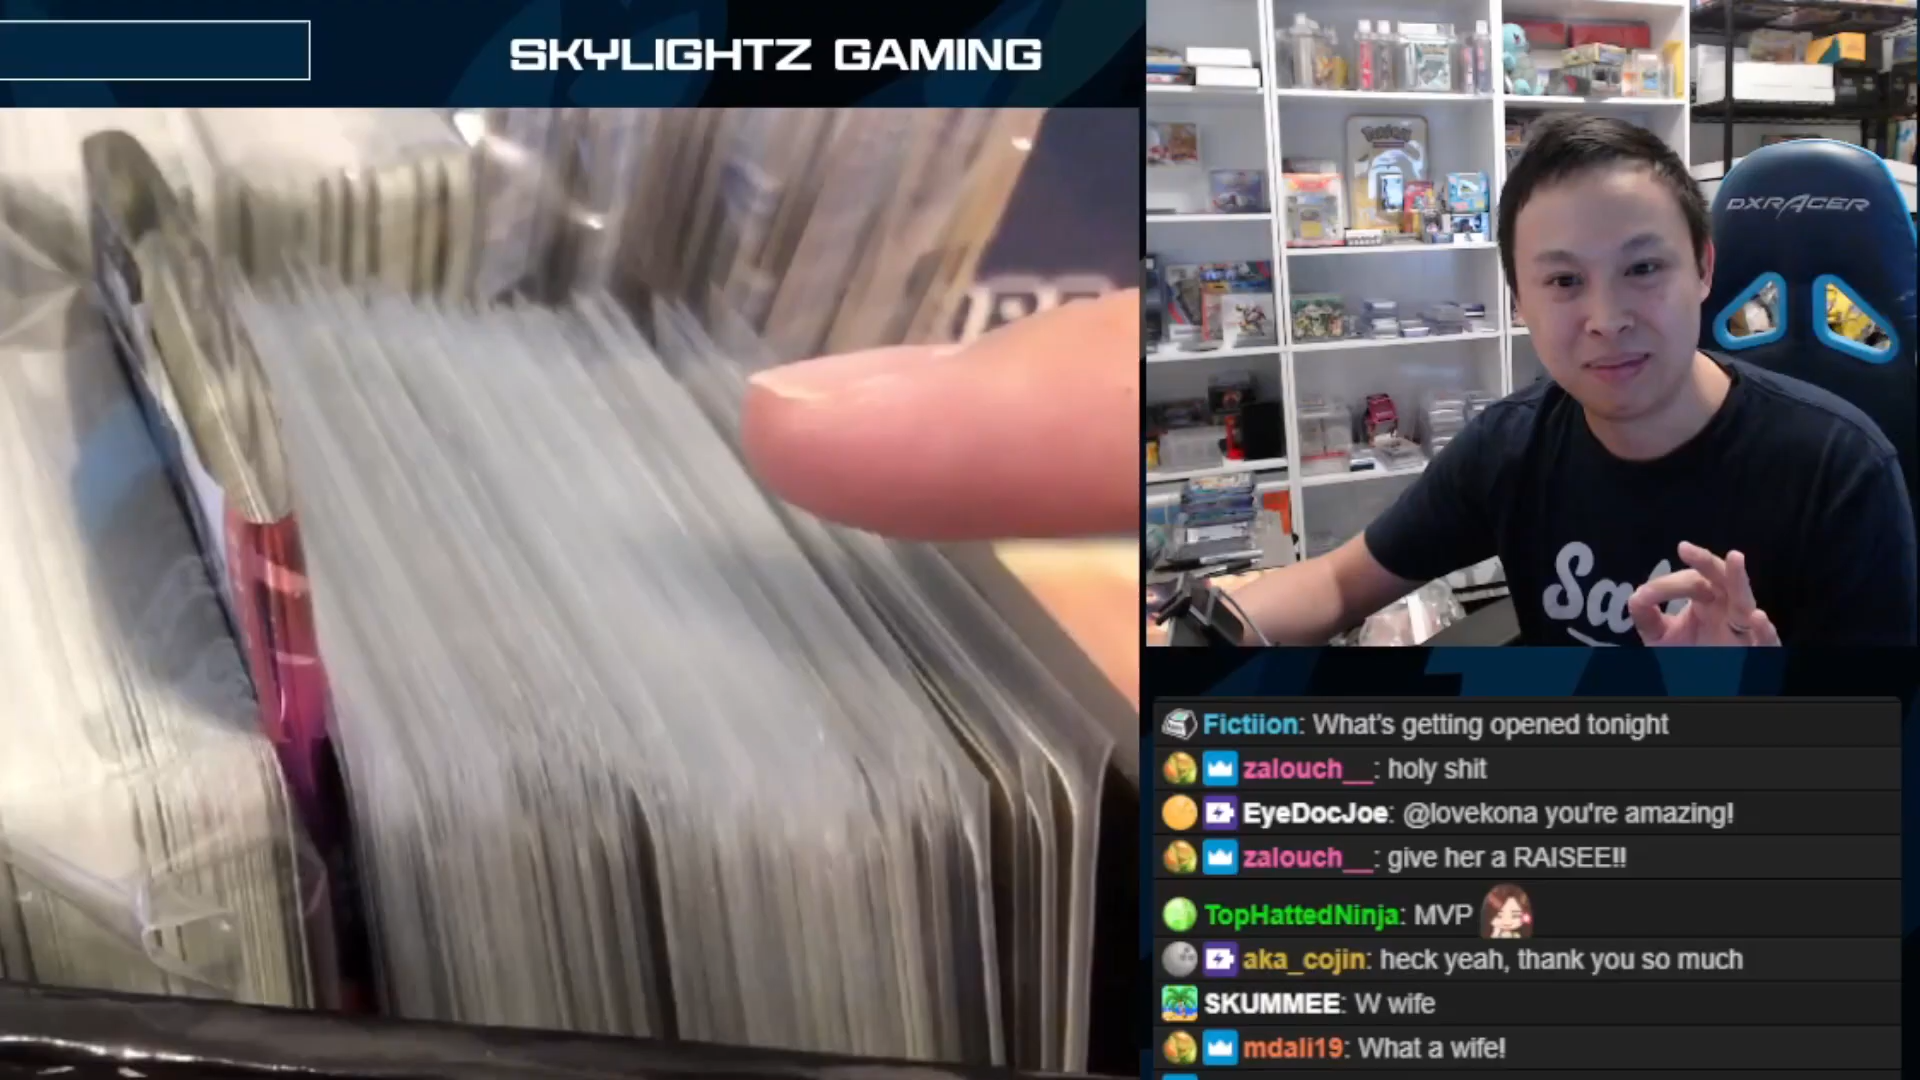 SKYLIGHTZ GAMING
Pokémon
DXRACER
Fictiion: What's getting opened tonight
zalouch__: holy shit
EyeDocJoe: @lovekona you're amazing!
zalouch__: give her a RAISEE!!
TopHattedNinja: MVP
aka_cojin: heck yeah, thank you so much
SKUMMEE: W wife
mdali19: What a wife!